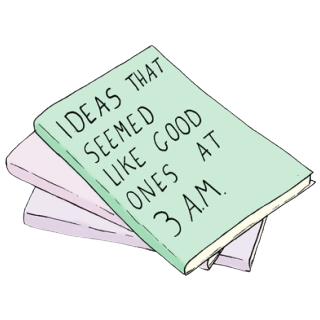 IDEAS THAT
SEEMED
LIKE GOOD
ONES AT
3 A.M.